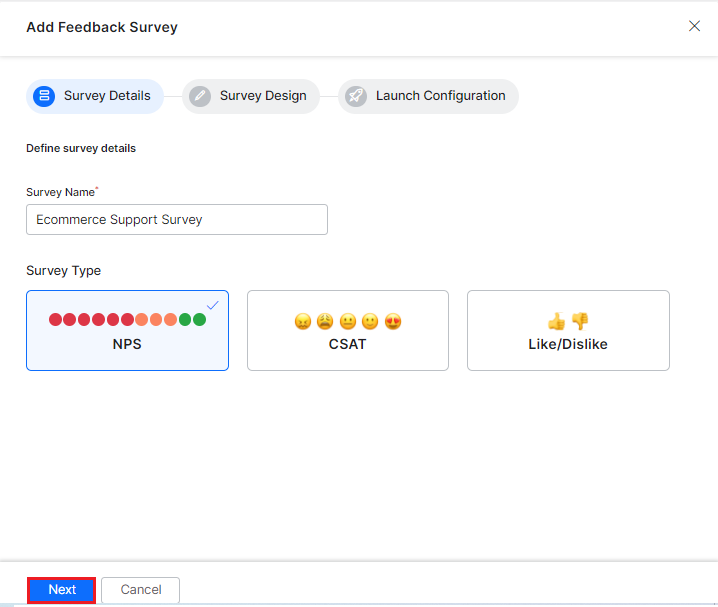 Add Feedback Survey
Survey Details
Survey Design
Launch Configuration
Define survey details
Survey Name*
Ecommerce Support Survey
Survey Type
NPS
CSAT
Like/Dislike
Next
Cancel